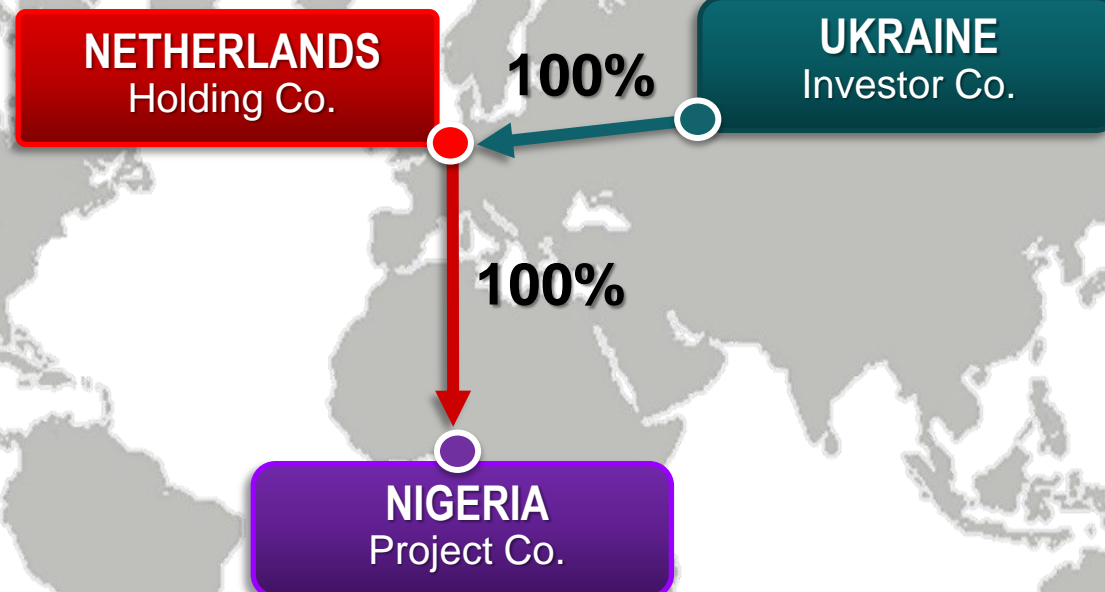 NETHERLANDS
Holding Co.
100%
UKRAINE
Investor Co.
100%
NIGERIA
Project Co.